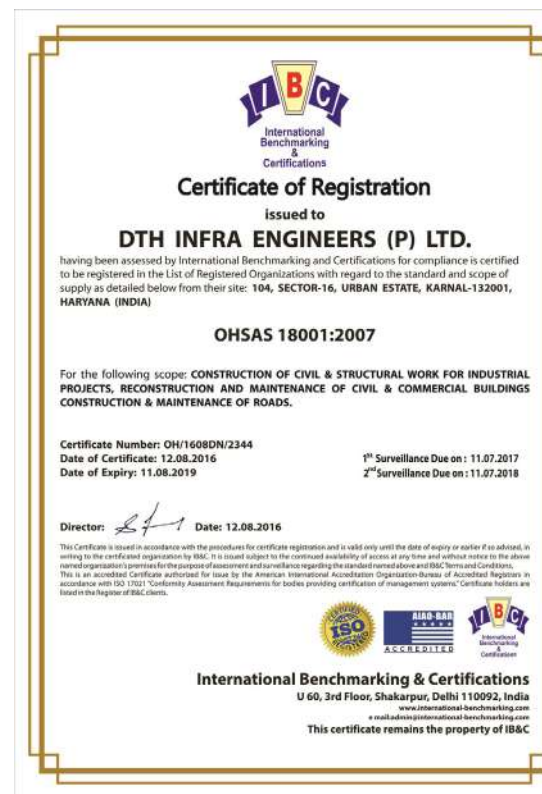 I B C
International
Benchmarking
&
Certifications
Certificate of Registration
issued to
DTH INFRA ENGINEERS (P) LTD.
having been assessed by International Benchmarking and Certifications for compliance is certified
to be registered in the List of Registered Organizations with regard to the standard and scope of
supply as detailed below from their site: 104, SECTOR-16, URBAN ESTATE, KARNAL-132001,
HARYANA (INDIA)
OHSAS 18001:2007
For the following scope: CONSTRUCTION OF CIVIL & STRUCTURAL WORK FOR INDUSTRIAL
PROJECTS, RECONSTRUCTION AND MAINTENANCE OF CIVIL & COMMERCIAL BUILDINGS
CONSTRUCTION & MAINTENANCE OF ROADS.
Certificate Number: OH/1608DN/2344
Date of Certificate: 12.08.2016
1st Surveillance Due on : 11.07.2017
Date of Expiry: 11.08.2019
2nd Surveillance Due on : 11.07.2018
Director: Date: 12.08.2016
This Certificate is issued in accordance with the procedures for certificate registration and is valid only until the date of expiry or earlier if so advised, in
writing to the certificated organization by IB&C. It is issued subject to the continued availability of access at any time and without notice to the above
named organization's premises for the purpose of assessment and surveillance regarding the standard named above and IB&C Terms and Conditions.
This is an accredited Certificate authorized for issue by the American International Accreditation Organization-Bureau of Accredited Registrars in
accordance with ISO 17021 "Conformity Assessment Requirements for bodies providing certification of management systems." Certificate holders are
listed in the Register of IB&C clients.
CERTIFIED
ISO
AIAO-BAR
ACCREDITED
I B C
International
Benchmarking
&
Certifications
International Benchmarking & Certifications
U 60, 3rd Floor, Shakarpur, Delhi 110092, India
www.international-benchmarking.com
e mail:admin@international-benchmarking.com
This certificate remains the property of IB&C